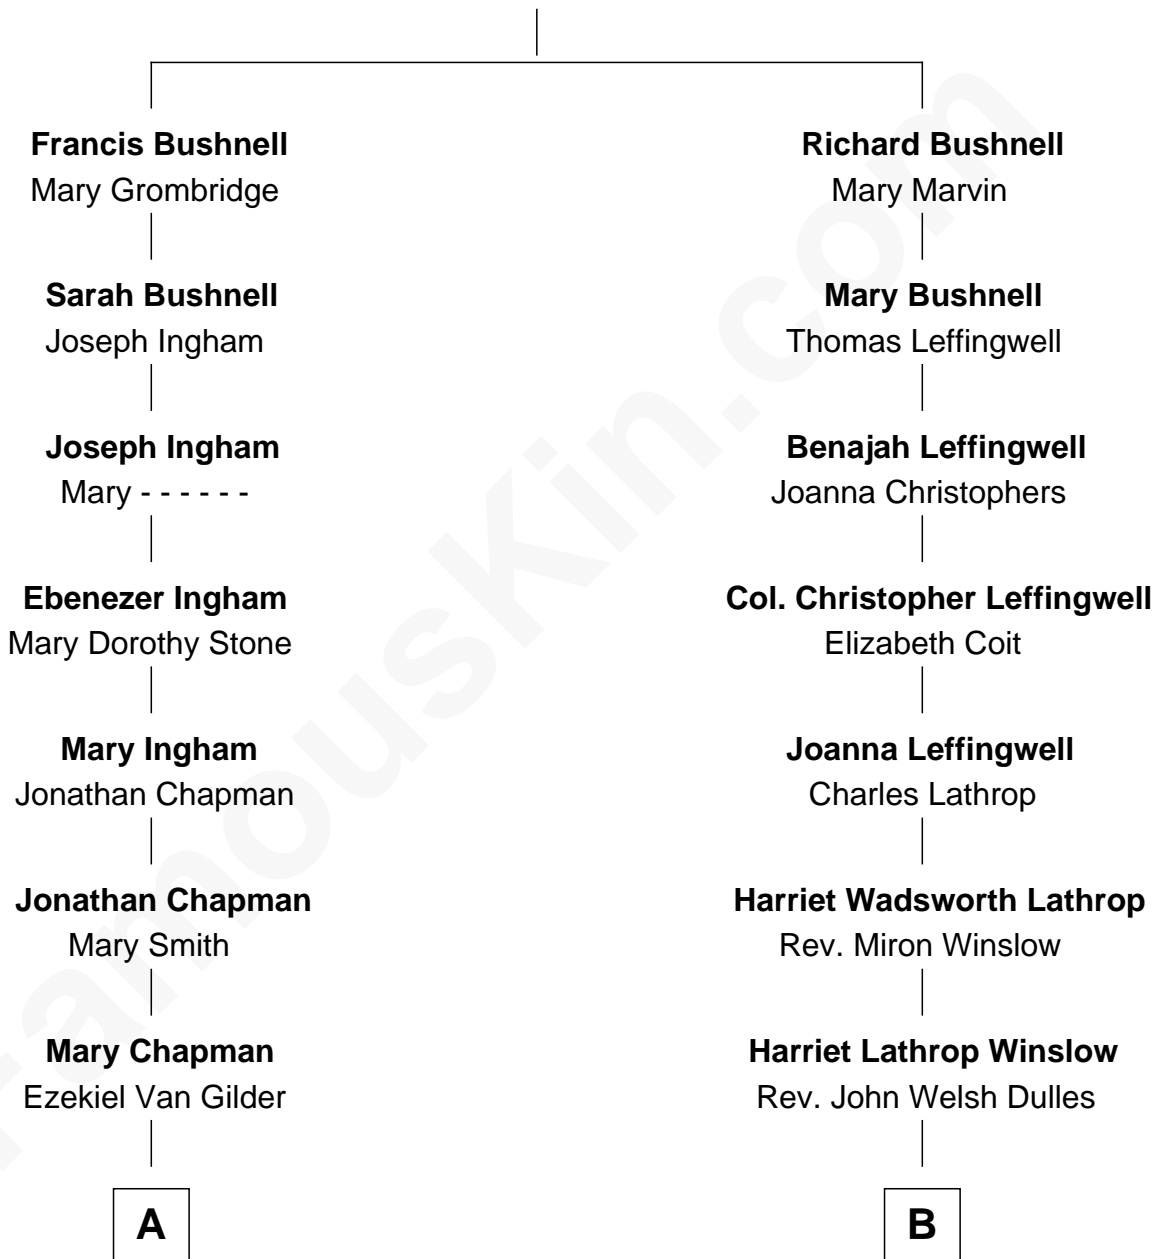 Francis Bushnell
Mary Grombridge
Richard Bushnell
Mary Marvin
Sarah Bushnell
Joseph Ingham
Mary Bushnell
Thomas Leffingwell
Joseph Ingham
Mary - - - - - -
Benajah Leffingwell
Joanna Christophers
Ebenezer Ingham
Mary Dorothy Stone
Col. Christopher Leffingwell
Elizabeth Coit
Mary Ingham
Jonathan Chapman
Joanna Leffingwell
Charles Lathrop
Jonathan Chapman
Mary Smith
Harriet Wadsworth Lathrop
Rev. Miron Winslow
Mary Chapman
Ezekiel Van Gilder
Harriet Lathrop Winslow
Rev. John Welsh Dulles
A
B
FamousKin.com